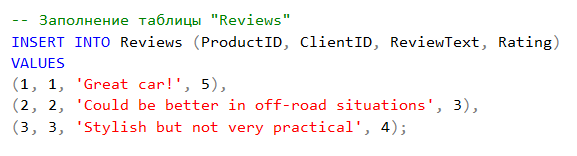 -- Заполнение таблицы "Reviews"
INSERT INTO Reviews (ProductID, ClientID, ReviewText, Rating)
VALUES
(1, 1, 'Great car!', 5),
(2, 2, 'Could be better in off-road situations', 3),
(3, 3, 'Stylish but not very practical', 4);